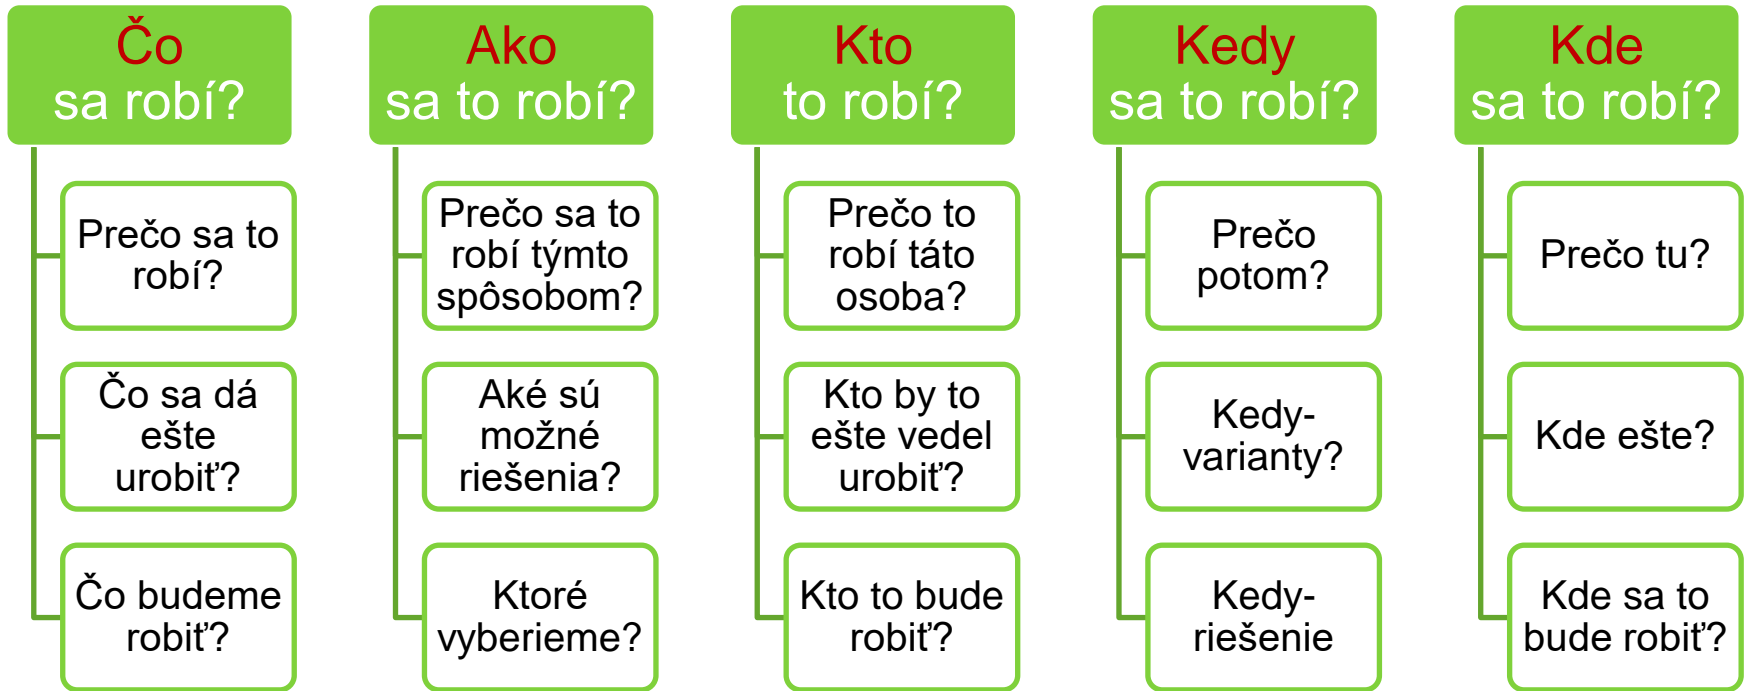 Čo
sa robí?
Prečo sa to
robí?
Čo sa dá
ešte
urobiť?
Čo budeme
robiť?
Ako
sa to robí?
Prečo sa to
robí týmto
spôsobom?
Aké sú
možné
riešenia?
Ktoré
vyberieme?
Kto
to robí?
Prečo to
robí táto
osoba?
Kto by to
ešte vedel
urobiť?
Kto to bude
robiť?
Kedy
sa to robí?
Prečo
potom?
Kedy-
varianty?
Kedy-
riešenie
Kde
sa to robí?
Prečo tu?
Kde ešte?
Kde sa to
bude robiť?